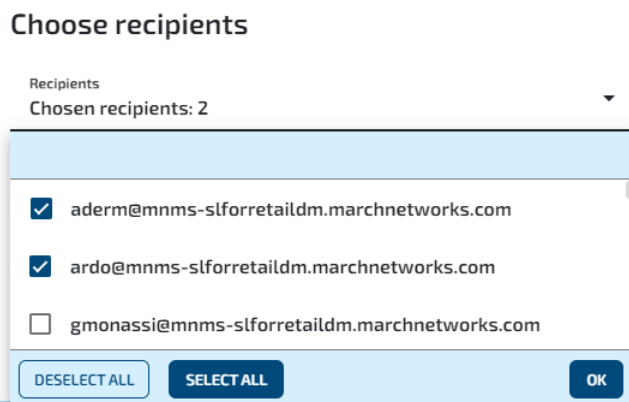 Choose recipients
Recipients
Chosen recipients: 2
aderm@mnms-slforretaildm.marchnetworks.com
ardo@mnms-slforretaildm.marchnetworks.com
gmonassi@mnms-slforretaildm.marchnetworks.com
DESELECT ALL SELECT ALL OK